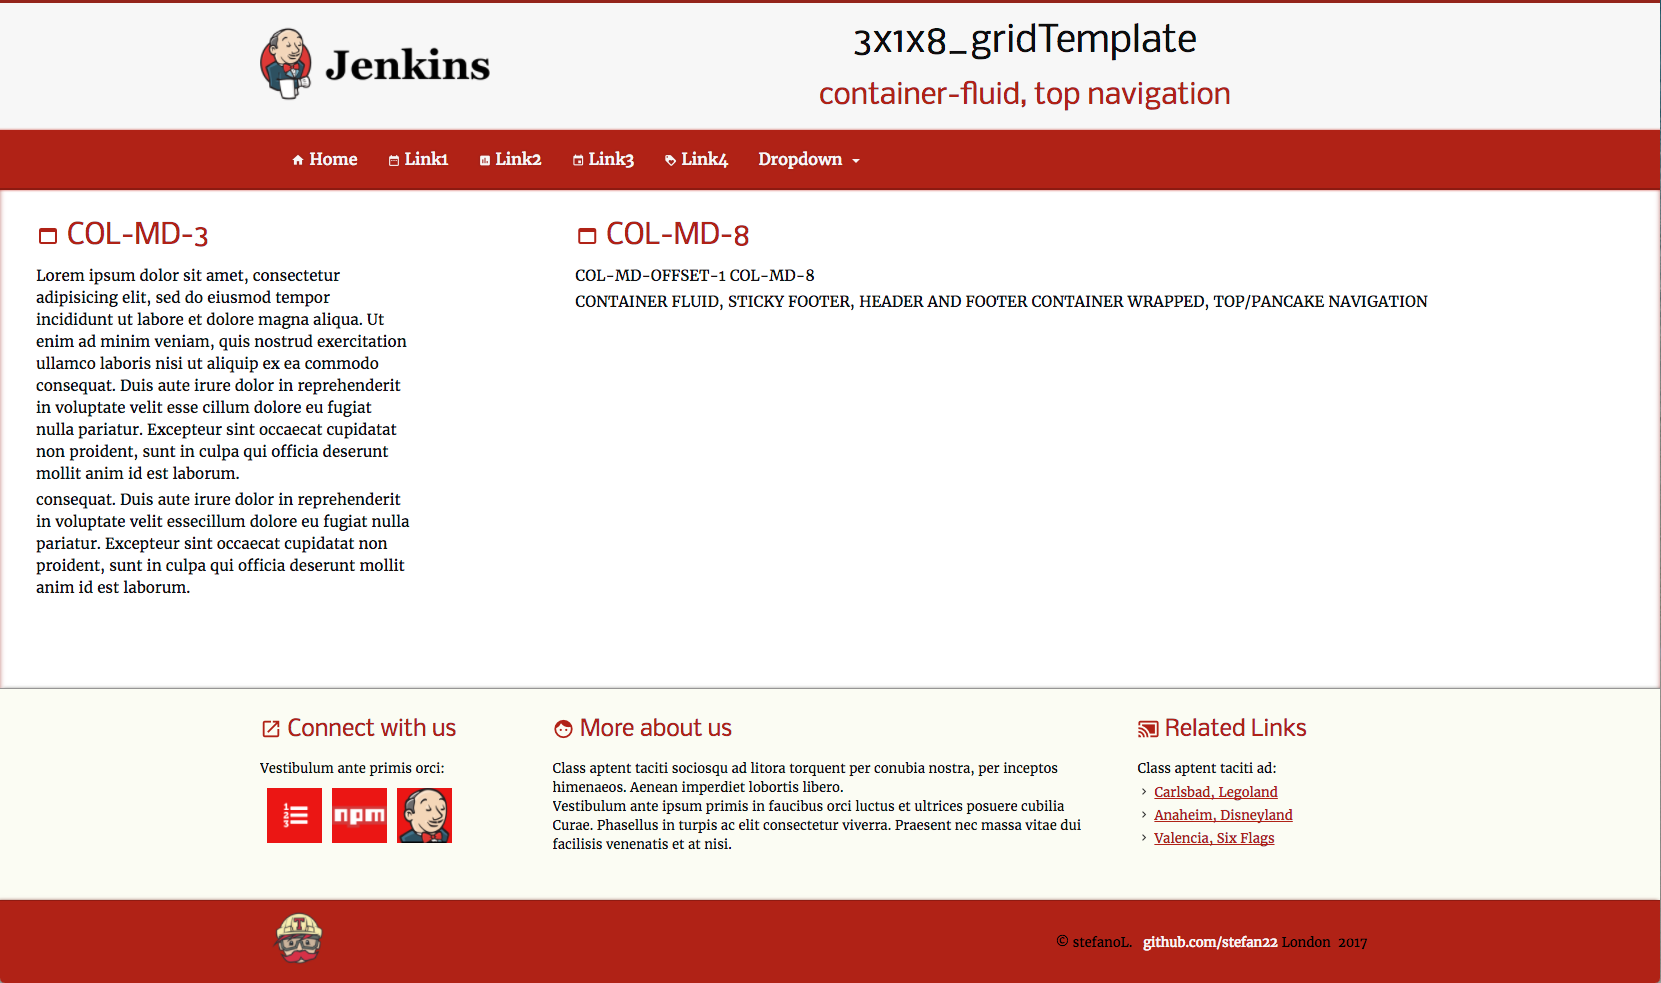 Jenkins
3x1x8_gridTemplate
container-fluid, top navigation
Home Link1 Link2 Link3 Link4 Dropdown
COL-MD-3
Lorem ipsum dolor sit amet, consectetur
adipisicing elit, sed do eiusmod tempor
incididunt ut labore et dolore magna aliqua. Ut
enim ad minim veniam, quis nostrud exercitation
ullamco laboris nisi ut aliquip ex ea commodo
consequat. Duis aute irure dolor in reprehenderit
in voluptate velit esse cillum dolore eu fugiat
nulla pariatur. Excepteur sint occaecat cupidatat
non proident, sunt in culpa qui officia deserunt
mollit anim id est laborum.
consequat. Duis aute irure dolor in reprehenderit
in voluptate velit essecillum dolore eu fugiat nulla
pariatur. Excepteur sint occaecat cupidatat non
proident, sunt in culpa qui officia deserunt mollit
anim id est laborum.
COL-MD-8
COL-MD-OFFSET-1 COL-MD-8
CONTAINER FLUID, STICKY FOOTER, HEADER AND FOOTER CONTAINER WRAPPED, TOP/PANCAKE NAVIGATION
Connect with us
Vestibulum ante primis orci:
1
2
3
npm
More about us
Class aptent taciti sociosqu ad litora torquent per conubia nostra, per inceptos
himenaeos. Aenean imperdiet lobortis libero.
Vestibulum ante ipsum primis in faucibus orci luctus et ultrices posuere cubilia
Curae. Phasellus in turpis ac elit consectetur viverra. Praesent nec massa vitae dui
facilisis venenatis et at nisi.
Related Links
Class aptent taciti ad:
Carlsbad, Legoland
Anaheim, Disneyland
Valencia, Six Flags
T
© stefanoL. github.com/stefan22 London 2017